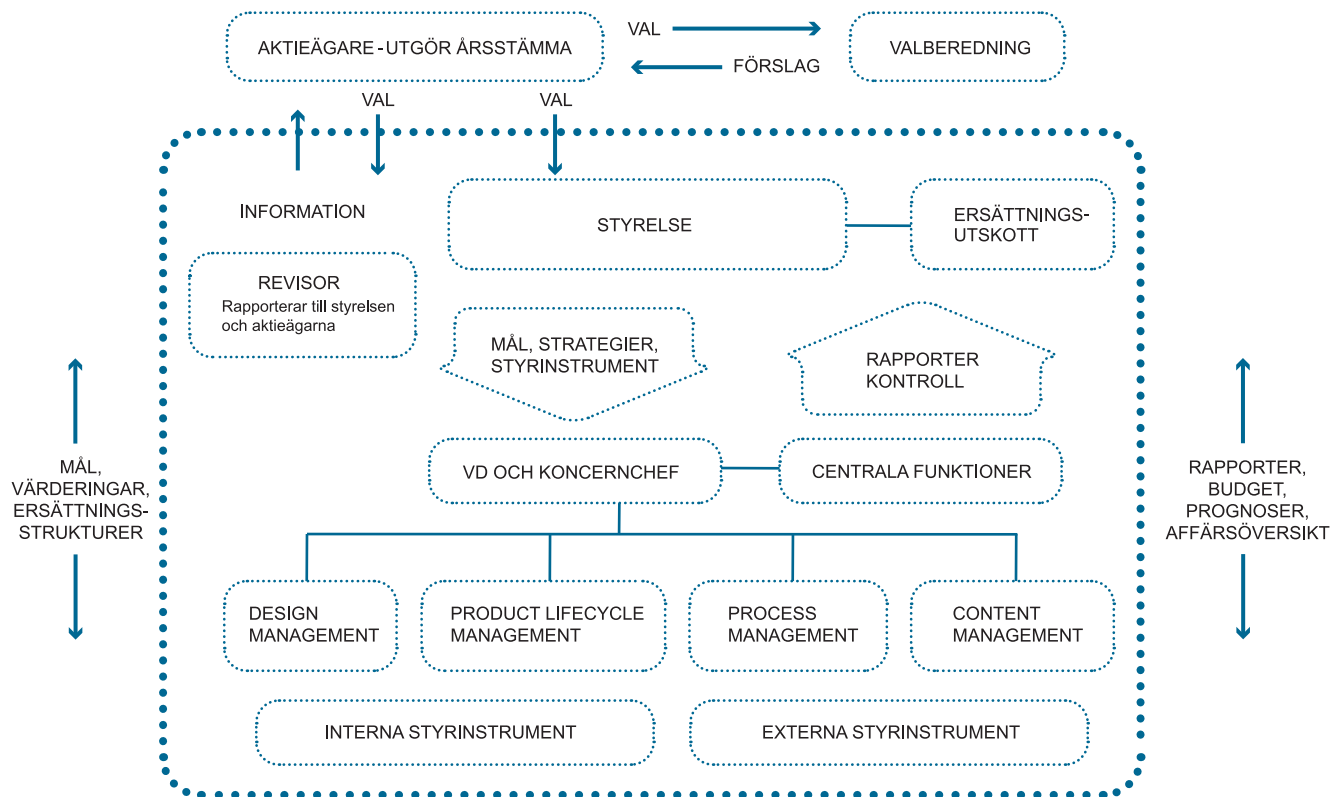 AKTIEÄGARE - UTGÖR ÅRSSTÄMMA
VAL
FÖRSLAG
VALBEREDNING
VAL
VAL
INFORMATION
STYRELSE
ERSÄTTNINGS-
UTSKOTT
REVISOR
Rapporterar till styrelsen
och aktieägarna
MÅL, STRATEGIER,
STYRINSTRUMENT
RAPPORTER
KONTROLL
MÅL,
VÄRDERINGAR,
ERSÄTTNINGS-
STRUKTURER
VD OCH KONCERNCHEF
CENTRALA FUNKTIONER
RAPPORTER,
BUDGET,
PROGNOSER,
AFFÄRSÖVERSIKT
DESIGN
MANAGEMENT
PRODUCT LIFECYCLE
MANAGEMENT
PROCESS
MANAGEMENT
CONTENT
MANAGEMENT
INTERNA STYRINSTRUMENT
EXTERNA STYRINSTRUMENT